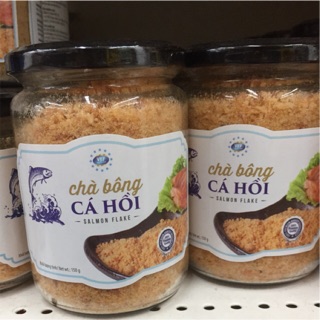 chà bông
CÁ HỒI
SALMON FLAKE
chà bông
CÁ HỒI
SALMON FLAKE